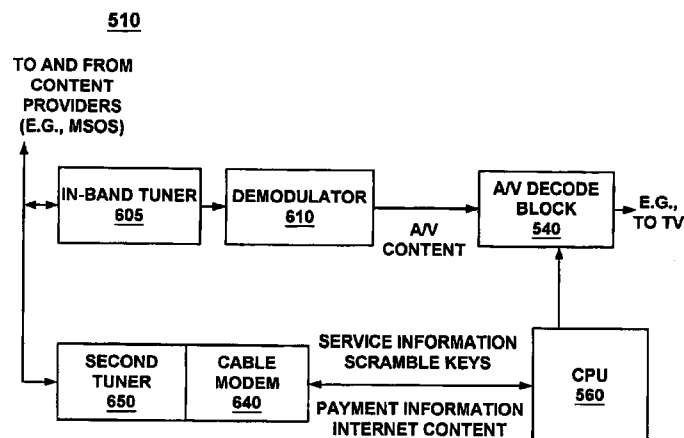 510
TO AND FROM
CONTENT
PROVIDERS
(E.G., MSOS)
IN-BAND TUNER
605
DEMODULATOR
610
A/V
CONTENT
A/V DECODE
BLOCK
540
E.G.,
TO TV
SECOND
TUNER
650
CABLE
MODEM
640
SERVICE INFORMATION
SCRAMBLE KEYS
PAYMENT INFORMATION
INTERNET CONTENT
CPU
560